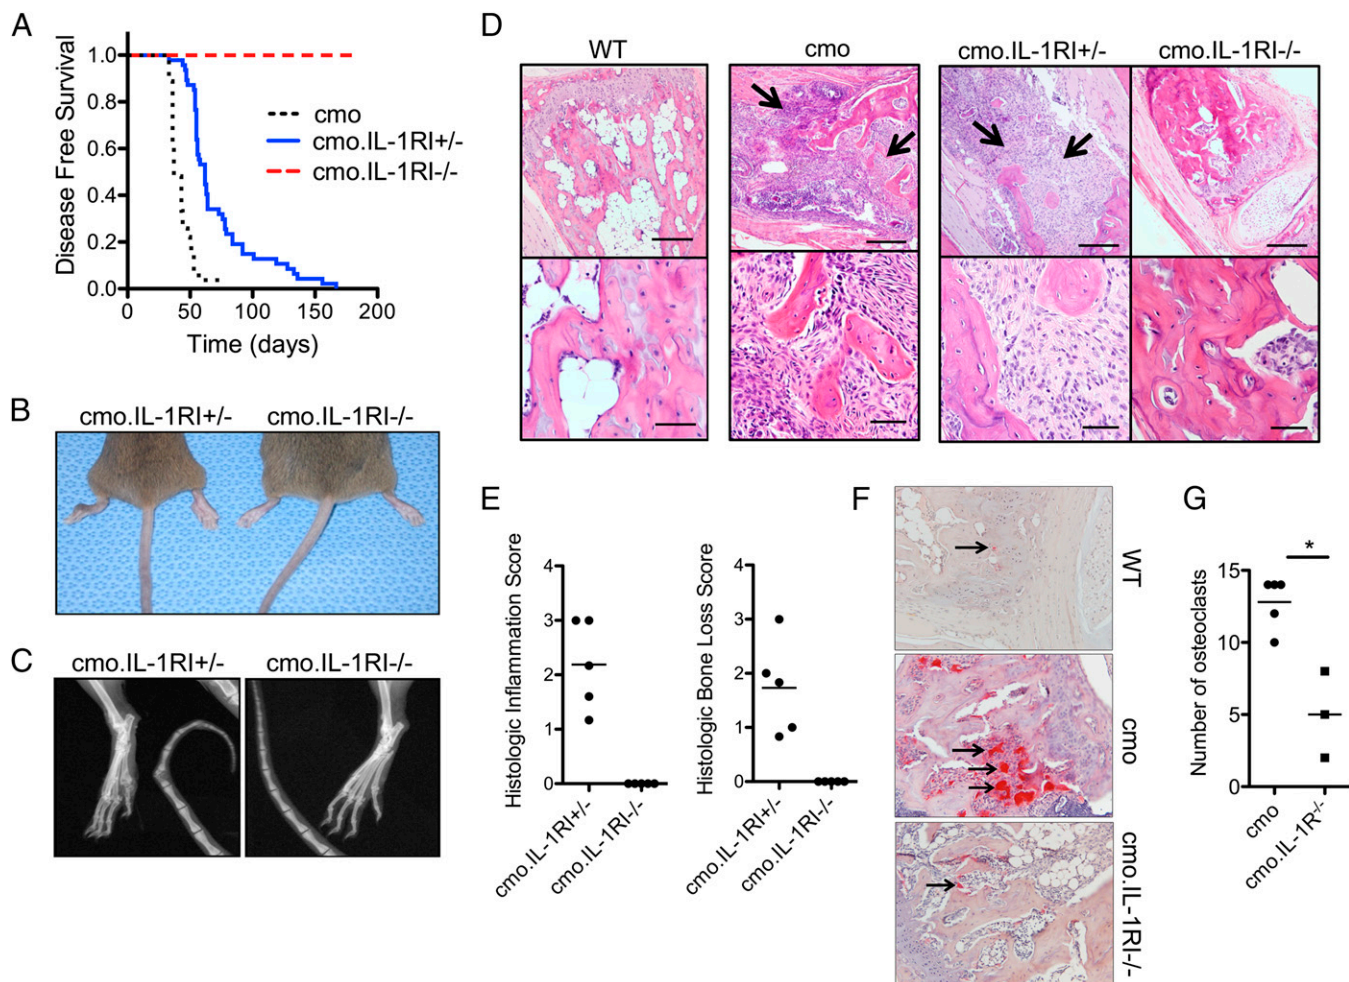 A
Disease Free Survival
1.0
0.8
0.6
0.4
0.2
0.0
0 50 100 150 200
Time (days)
cmo
cmo.IL-1RI+/-
cmo.IL-1RI-/-
B
cmo.IL-1RI+/- cmo.IL-1RI-/-
C
cmo.IL-1RI+/- cmo.IL-1RI-/-
D
WT cmo cmo.IL-1RI+/- cmo.IL-1RI-/-
E
Histologic Inflammation Score
4
3
2
1
0
cmo.IL-1RI+/-
cmo.IL-1RI-/-
Histologic Bone Loss Score
4
3
2
1
0
cmo.IL-1RI+/-
cmo.IL-1RI-/-
F
WT
cmo
cmo.IL-1RI-/-
G
Number of osteoclasts
15
10
5
0
*
cmo
cmo.IL-1R⁻/⁻